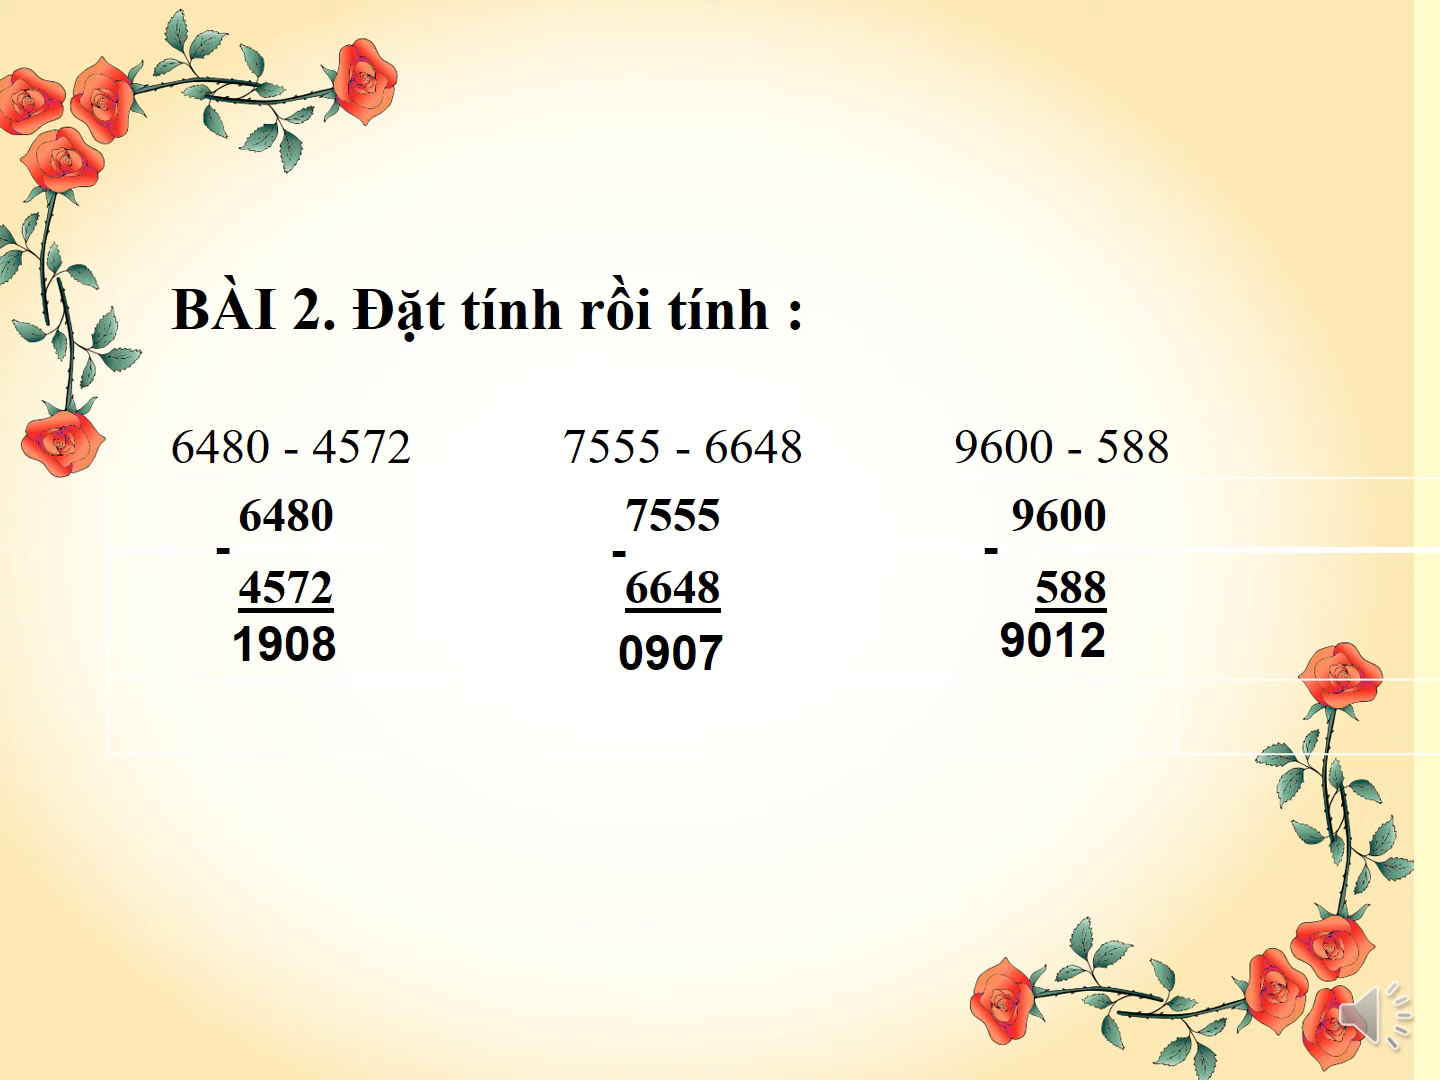 BÀI 2. Đặt tính rồi tính :
6480 - 4572 7555 - 6648 9600 - 588
6480 7555 9600
- - -
4572 6648 588
1908 0907 9012